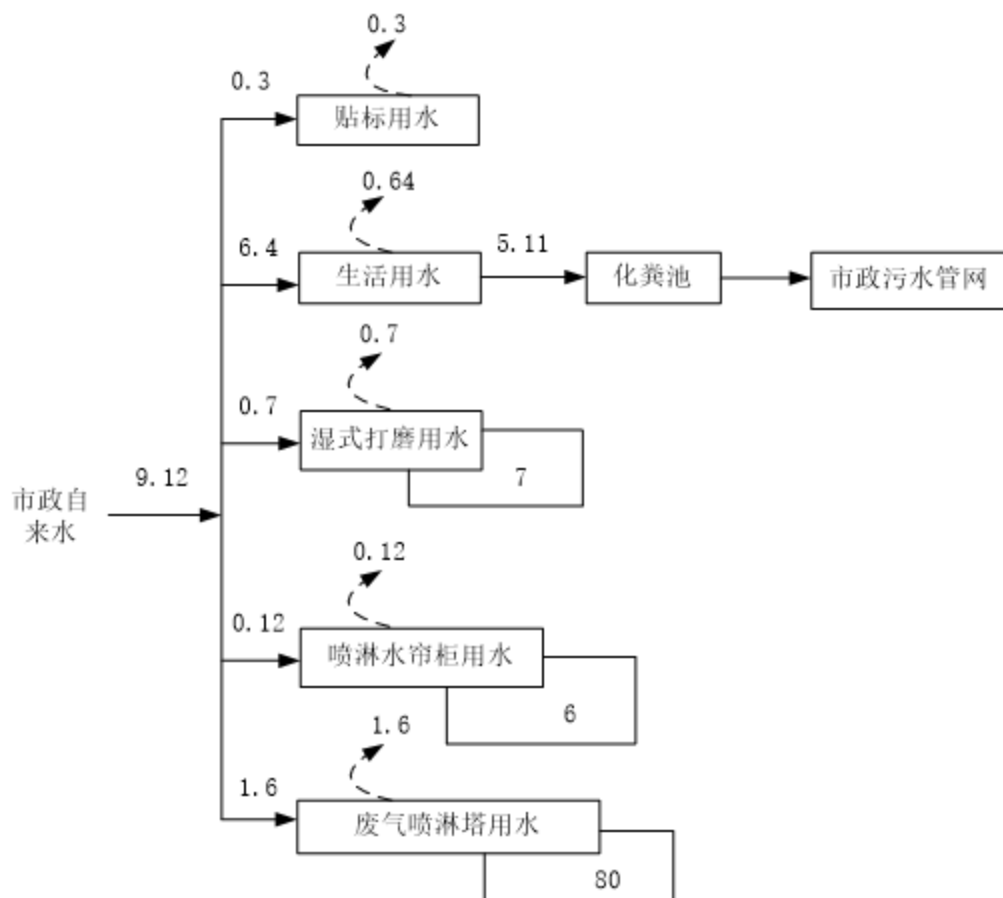 0.3
0.3
贴标用水
0.64
6.4
生活用水
5.11
化粪池
市政污水管网
0.7
0.7
湿式打磨用水
7
市政自
来水
9.12
0.12
0.12
喷淋水帘柜用水
6
1.6
1.6
废气喷淋塔用水
80